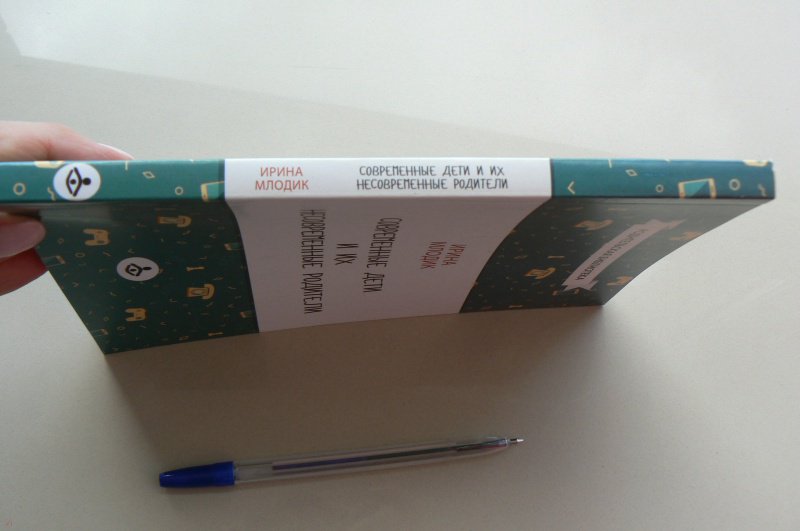 ИРИНА
МЛОДИК
СОВРЕМЕННЫЕ ДЕТИ И ИХ
НЕСОВРЕМЕННЫЕ РОДИТЕЛИ
ИРИНА
МЛОДИК
СОВРЕМЕННЫЕ ДЕТИ
И ИХ
НЕСОВРЕМЕННЫЕ РОДИТЕЛИ